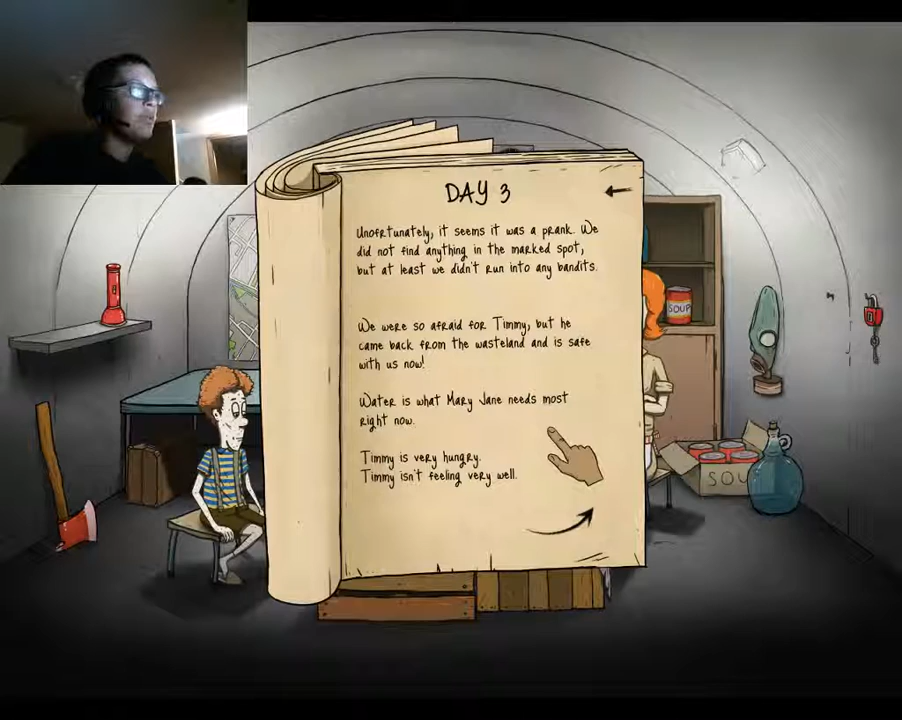 DAY 3
Unofrtunately, it seems it was a prank. We
did not find anything in the marked spot,
but at least we didn't run into any bandits.
We were so afraid for Timmy, but he
came back from the wasteland and is safe
with us now!
Water is what Mary Jane needs most
right now.
Timmy is very hungry.
Timmy isn't feeling very well.
SOUP
SOU